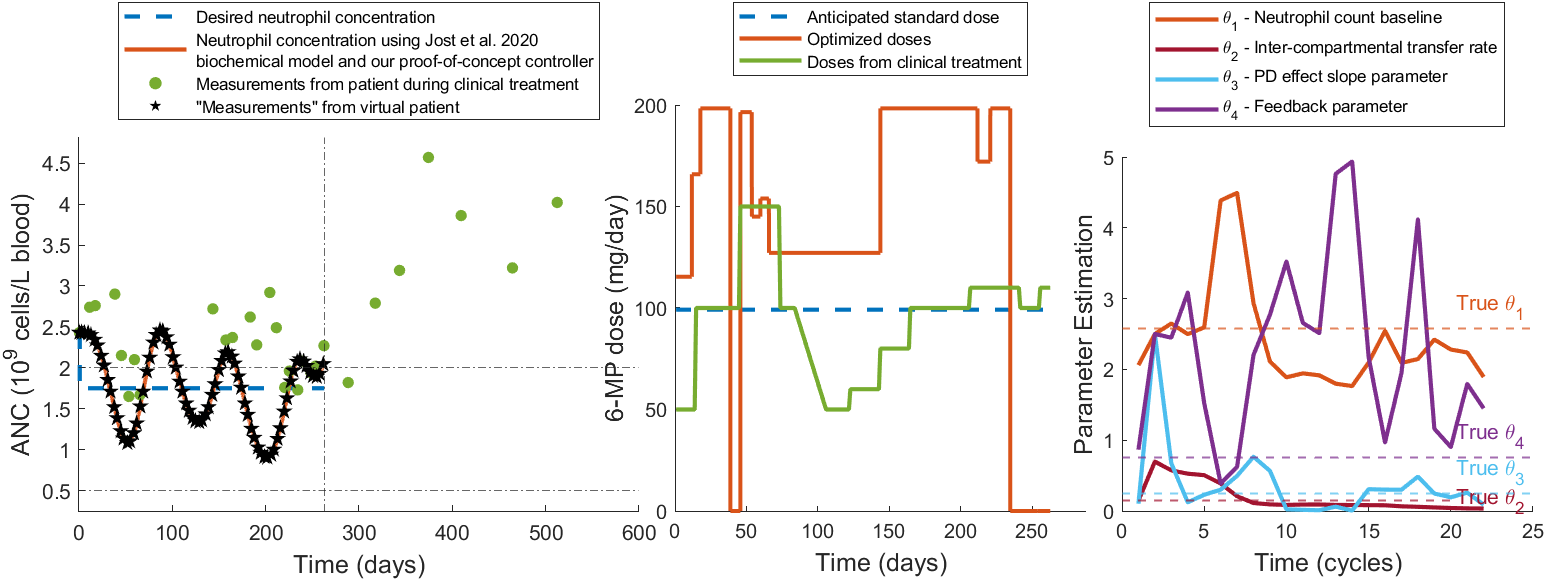 Desired neutrophil concentration
Neutrophil concentration using Jost et al. 2020
biochemical model and our proof-of-concept controller
Measurements from patient during clinical treatment
"Measurements" from virtual patient
ANC (10⁹ cells/L blood)
4.5
4
3.5
3
2.5
2
1.5
1
0.5
0
100
200
300
400
500
600
Time (days)
Anticipated standard dose
Optimized doses
Doses from clinical treatment
6-MP dose (mg/day)
200
150
100
50
0
0
50
100
150
200
250
Time (days)
θ₁ - Neutrophil count baseline
θ₂ - Inter-compartmental transfer rate
θ₃ - PD effect slope parameter
θ₄ - Feedback parameter
Parameter Estimation
5
4
3
2
1
0
True θ₁
True θ₄
True θ₃
True θ₂
0
5
10
15
20
25
Time (cycles)